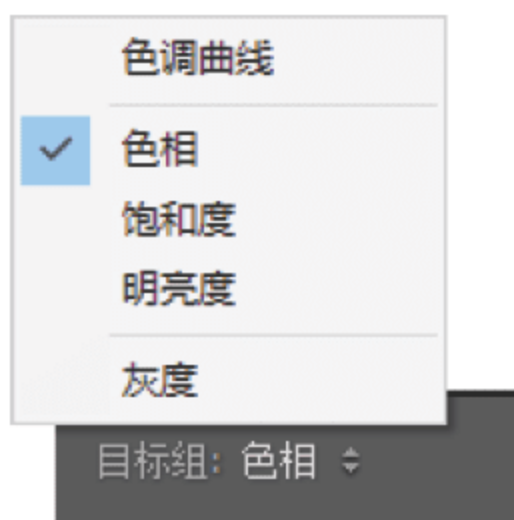 色调曲线
色相
饱和度
明亮度
灰度
目标组: 色相